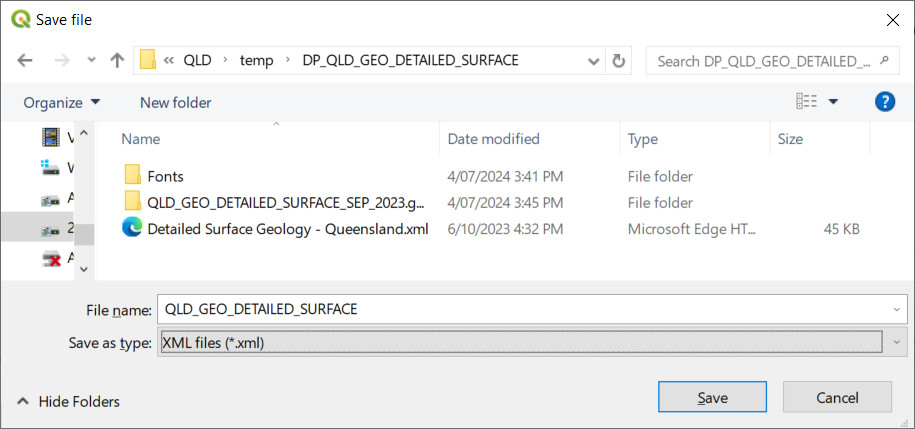 Save file
« QLD › temp › DP_QLD_GEO_DETAILED_SURFACE
Search DP_QLD_GEO_DETAILED_...
Organize New folder ?
Name Date modified Type Size
V
W
A
2
A
Fonts 4/07/2024 3:41 PM File folder
QLD_GEO_DETAILED_SURFACE_SEP_2023.g... 4/07/2024 3:45 PM File folder
Detailed Surface Geology - Queensland.xml 6/10/2023 4:32 PM Microsoft Edge HT... 45 KB
File name: QLD_GEO_DETAILED_SURFACE
Save as type: XML files (*.xml)
Hide Folders Save Cancel